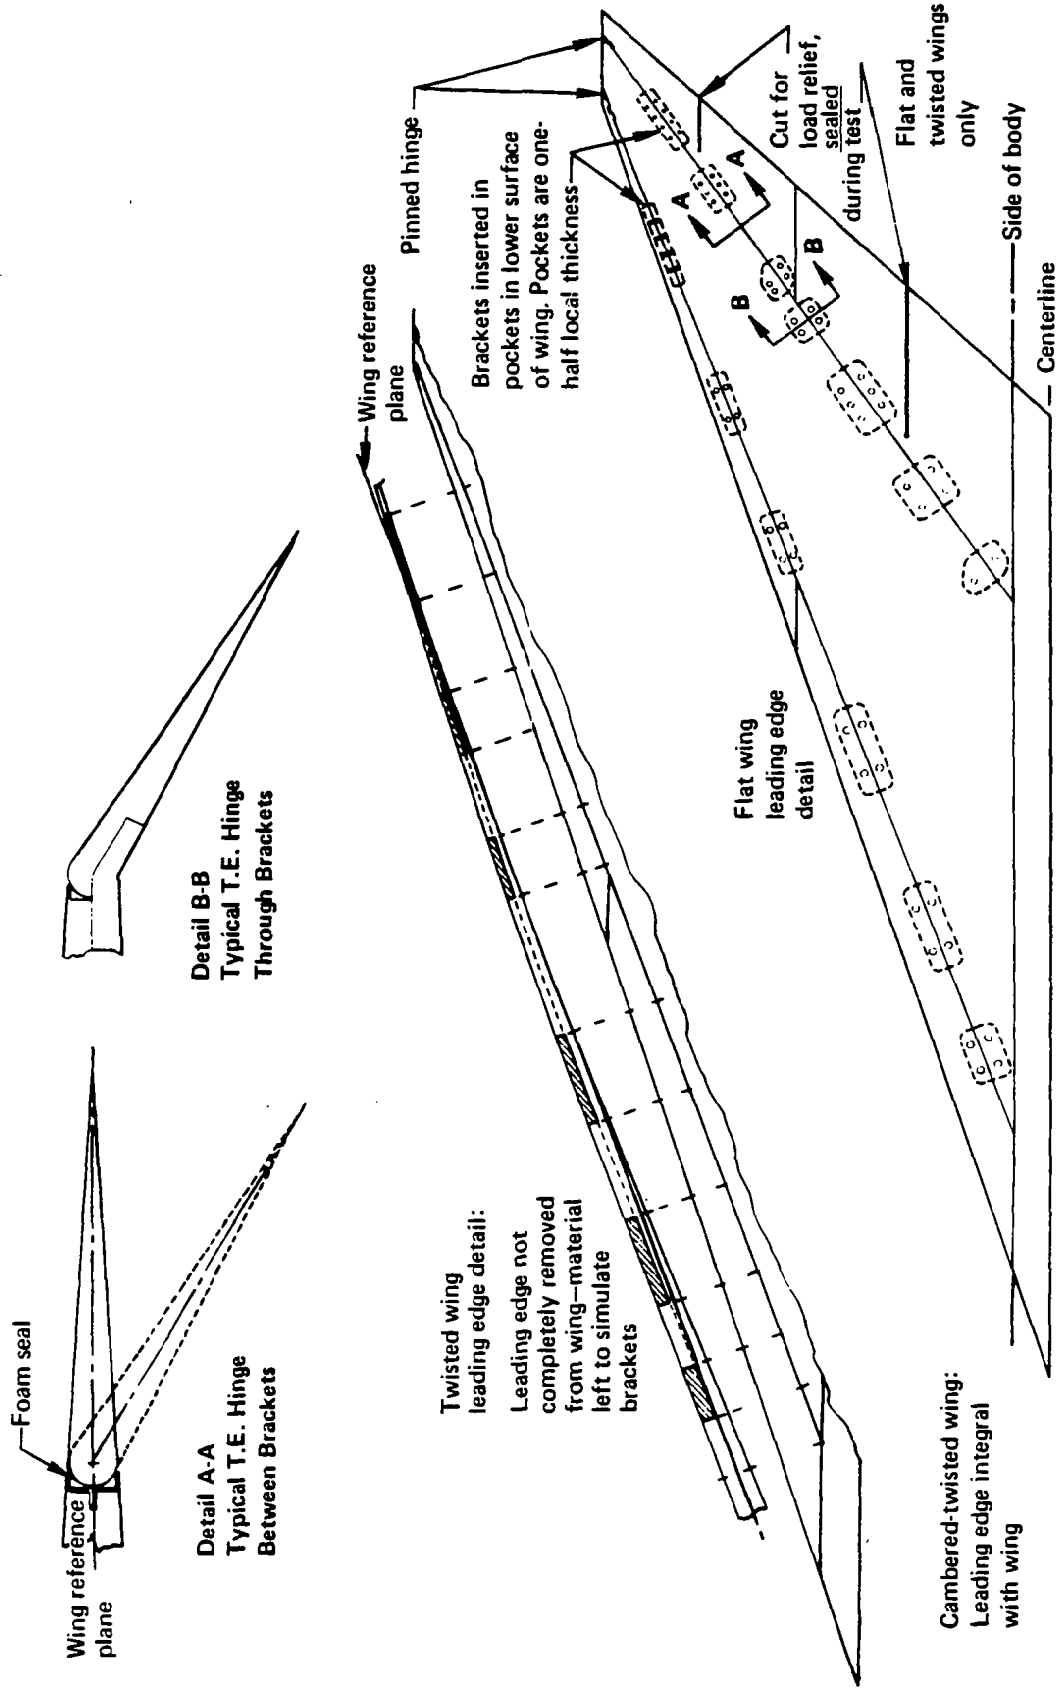 Foam seal
Wing reference
plane
Detail A-A
Typical T.E. Hinge
Between Brackets
Detail B-B
Typical T.E. Hinge
Through Brackets
Wing reference
plane
Twisted wing
leading edge detail:
Leading edge not
completely removed
from wing—material
left to simulate
brackets
Pinned hinge
Brackets inserted in
pockets in lower surface
of wing. Pockets are one-
half local thickness
A
A
B
B
Cut for
load relief,
sealed
during test
Flat and
twisted wings
only
Flat wing
leading edge
detail
Side of body
Centerline
Cambered-twisted wing:
Leading edge integral
with wing